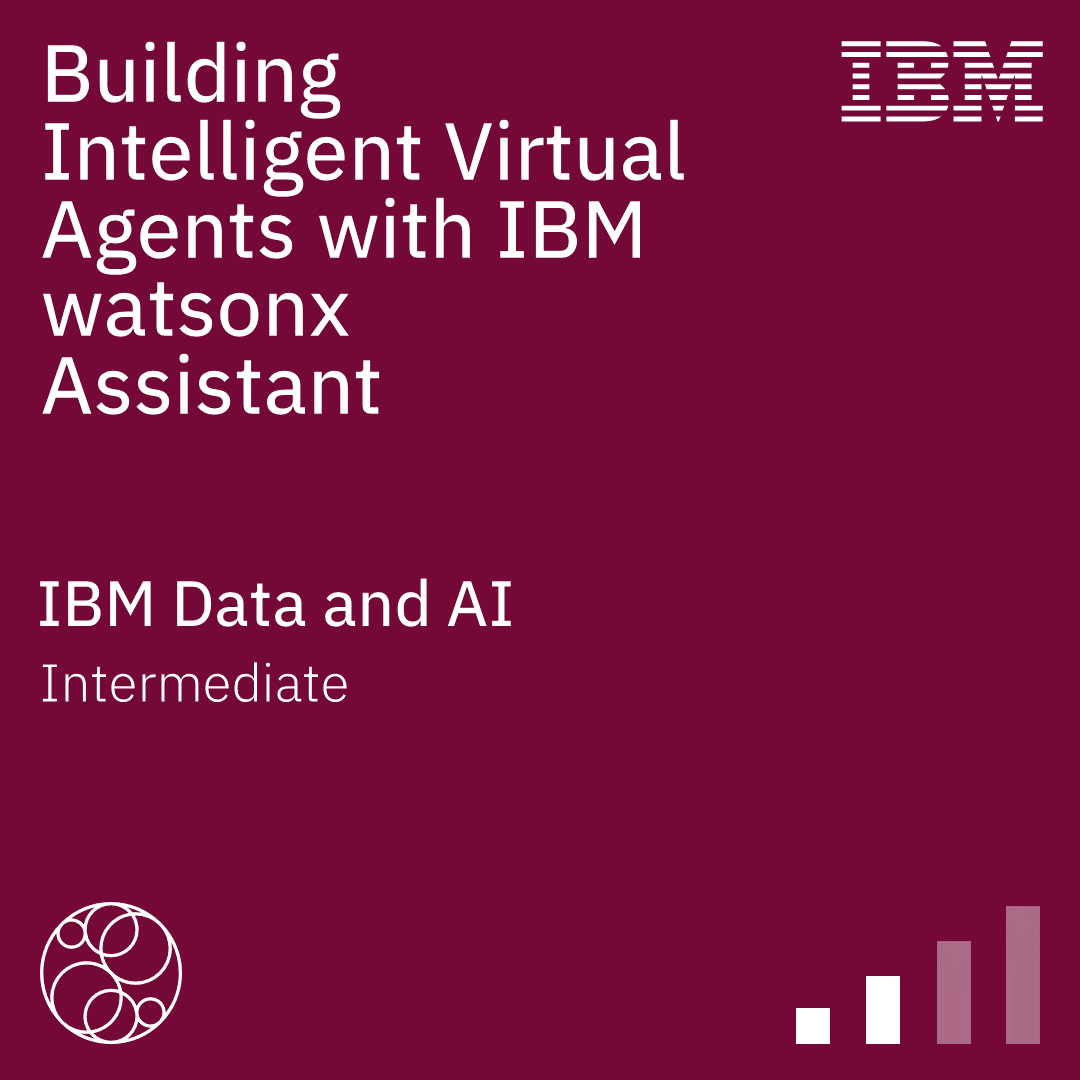 Building
Intelligent Virtual
Agents with IBM
watsonx
Assistant
IBM
IBM Data and AI
Intermediate